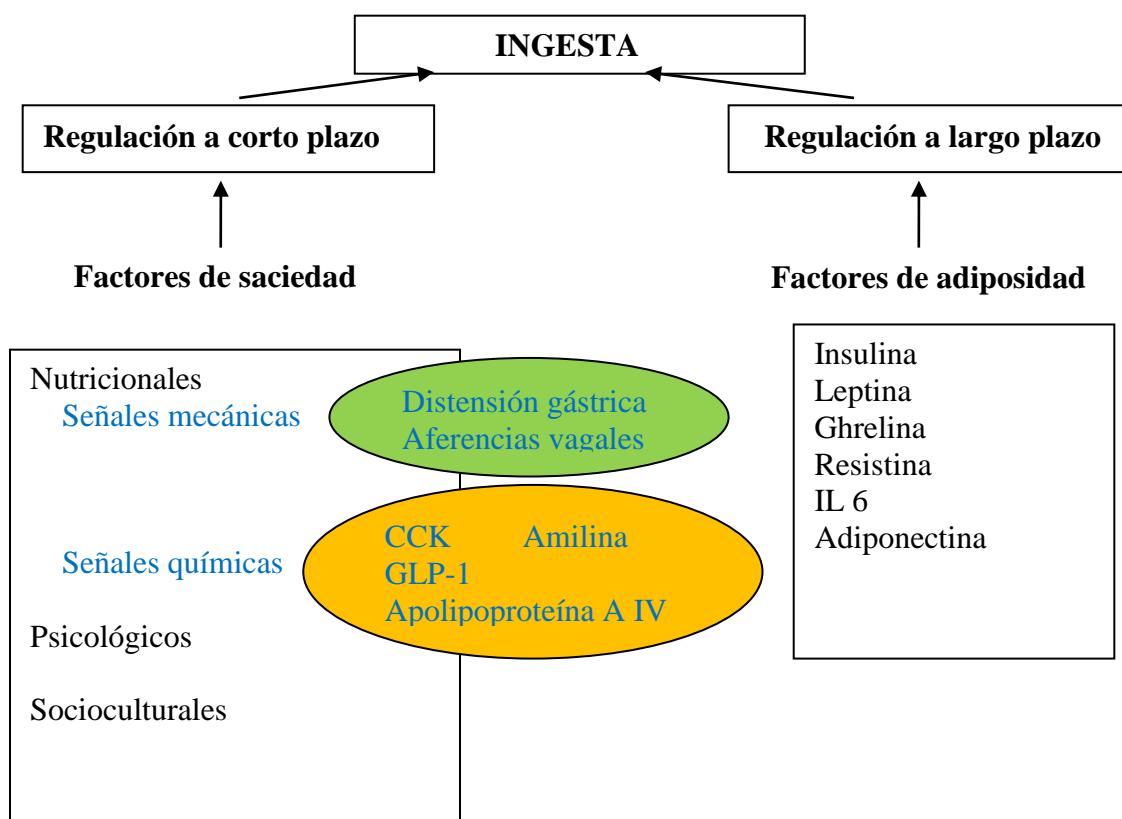 INGESTA
Regulación a corto plazo
Regulación a largo plazo
Factores de saciedad
Factores de adiposidad
Nutricionales
Señales mecánicas
Distensión gástrica
Aferencias vagales
Señales químicas
CCK Amilina
GLP-1
Apolipoproteína A IV
Psicológicos
Socioculturales
Insulina
Leptina
Ghrelina
Resistina
IL 6
Adiponectina